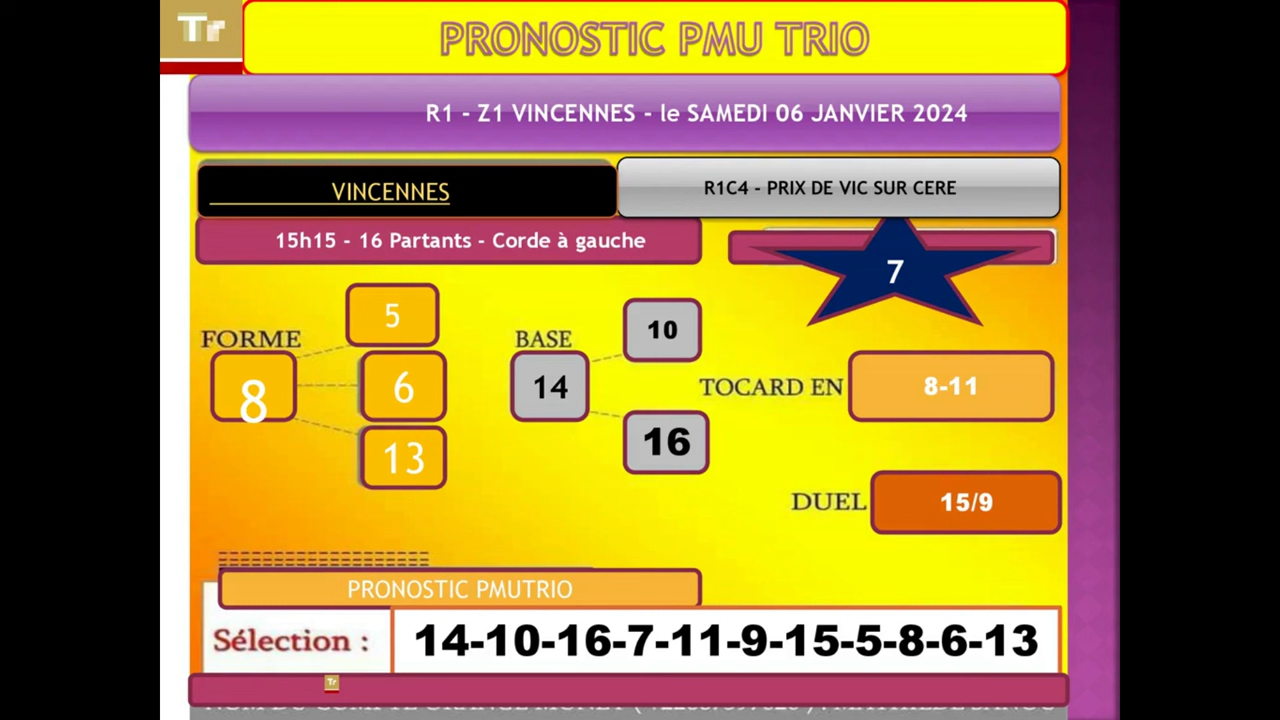 Tr
PRONOSTIC PMU TRIO
R1 - Z1 VINCENNES - le SAMEDI 06 JANVIER 2024
VINCENNES
R1C4 - PRIX DE VIC SUR CERE
15h15 - 16 Partants - Corde à gauche
7
FORME
8
5
6
13
BASE
14
10
16
TOCARD EN
8-11
DUEL
15/9
PRONOSTIC PMUTRIO
Sélection :
14-10-16-7-11-9-15-5-8-6-13
Tr